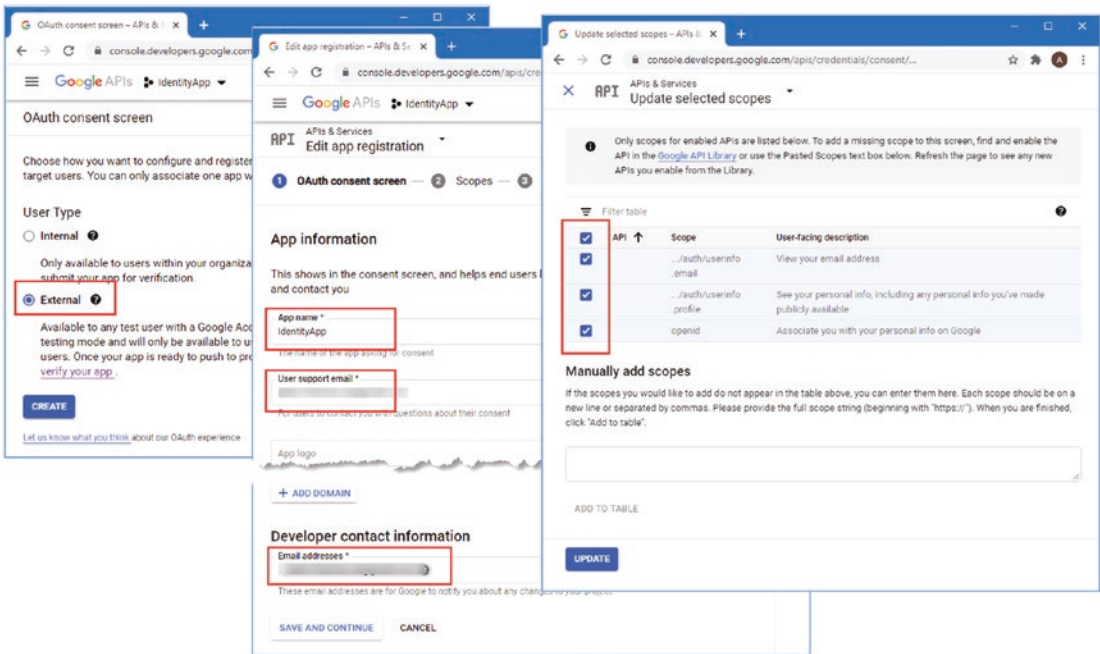 OAuth consent screen – APIs & S
console.developers.google.com
Google APIs IdentityApp
OAuth consent screen
Choose how you want to configure and register
target users. You can only associate one app w
User Type
Internal
Only available to users within your organiza
submit your app for verification.
External
Available to any test user with a Google Acc
testing mode and will only be available to u
users. Once your app is ready to push to pro
verify your app .
CREATE
Let us know what you think about our OAuth experience
Edit app registration – APIs & Se
console.developers.google.com/apis/cre
Google APIs IdentityApp
API APIs & Services
Edit app registration
1 OAuth consent screen — 2 Scopes — 3
App information
This shows in the consent screen, and helps end users
and contact you
App name *
IdentityApp
The name of the app asking for consent
User support email *
For users to contact you with questions about their consent
App logo
+ ADD DOMAIN
Developer contact information
Email addresses *
These email addresses are for Google to notify you about any changes to your project.
SAVE AND CONTINUE CANCEL
Update selected scopes – APIs &
console.developers.google.com/apis/credentials/consent/...
A
API APIs & Services
Update selected scopes
Only scopes for enabled APIs are listed below. To add a missing scope to this screen, find and enable the
API in the Google API Library or use the Pasted Scopes text box below. Refresh the page to see any new
APIs you enable from the Library.
Filter table
API Scope User-facing description
.../auth/userinfo View your email address
.email
.../auth/userinfo See your personal info, including any personal info you've made
.profile publicly available
openid Associate you with your personal info on Google
Manually add scopes
If the scopes you would like to add do not appear in the table above, you can enter them here. Each scope should be on a
new line or separated by commas. Please provide the full scope string (beginning with "https://"). When you are finished,
click "Add to table".
ADD TO TABLE
UPDATE